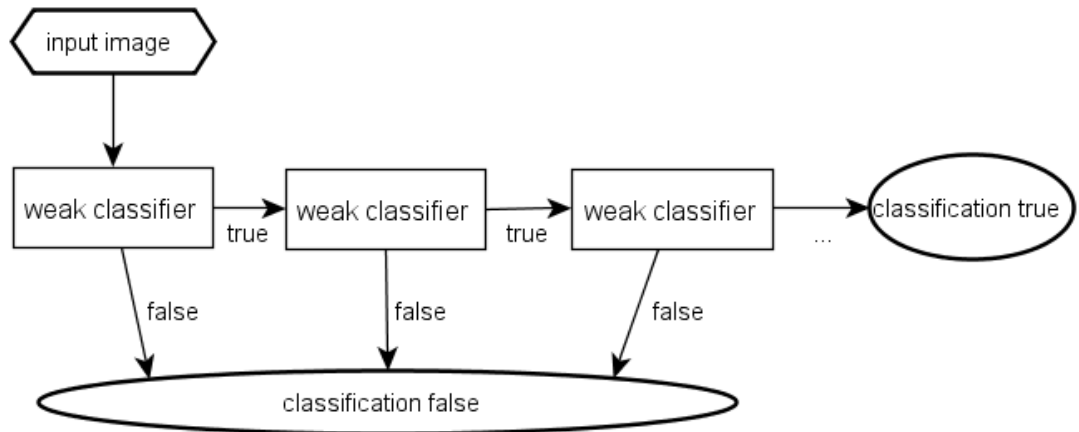 input image
weak classifier
true
weak classifier
true
weak classifier
...
classification true
false
false
false
classification false